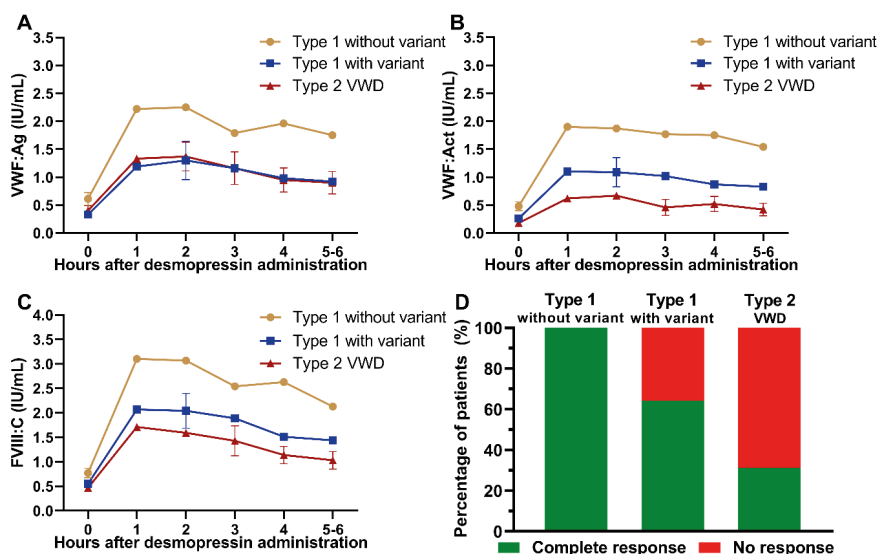 A
Type 1 without variant
Type 1 with variant
Type 2 VWD
VWF:Ag (IU/mL)
3.5
3.0
2.5
2.0
1.5
1.0
0.5
0.0
0 1 2 3 4 5-6
Hours after desmopressin administration
B
Type 1 without variant
Type 1 with variant
Type 2 VWD
VWF:Act (IU/mL)
3.5
3.0
2.5
2.0
1.5
1.0
0.5
0.0
0 1 2 3 4 5-6
Hours after desmopressin administration
C
Type 1 without variant
Type 1 with variant
Type 2 VWD
FVIII:C (IU/mL)
4.0
3.5
3.0
2.5
2.0
1.5
1.0
0.5
0.0
0 1 2 3 4 5-6
Hours after desmopressin administration
D
Type 1 Type 1 Type 2
without variant with variant VWD
Percentage of patients (%)
100
80
60
40
20
0
Complete response No response